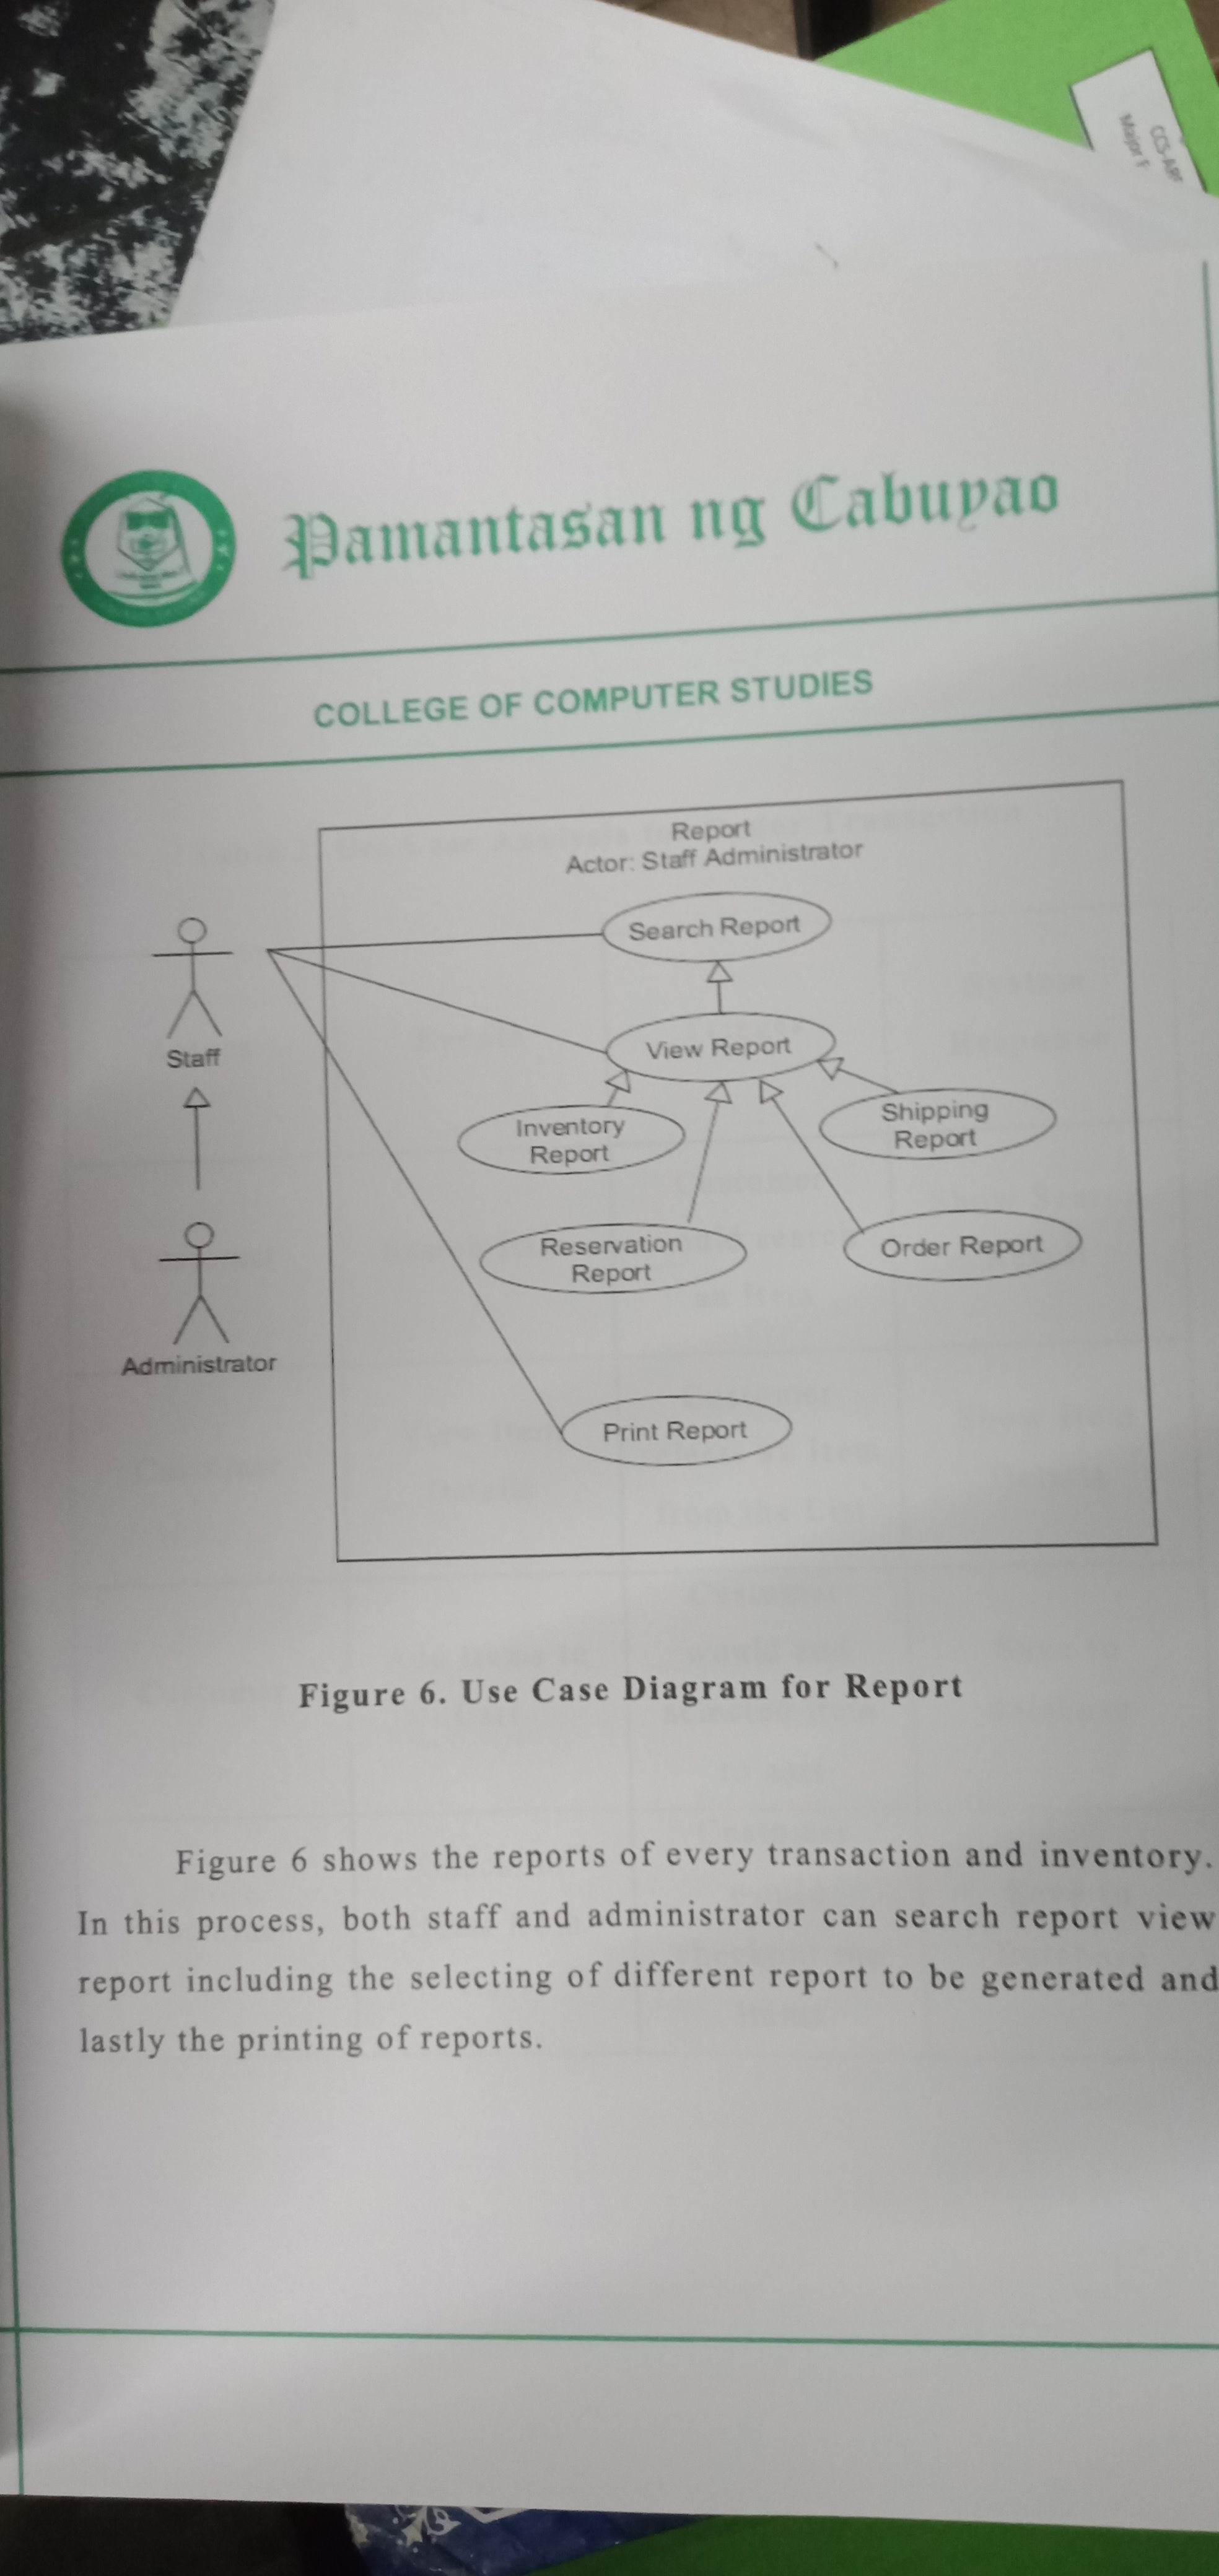 CCS-ABF
Major F
Pamantasan ng Cabuyao
COLLEGE OF COMPUTER STUDIES
Report
Actor: Staff Administrator
Search Report
View Report
Staff
Inventory
Report
Shipping
Report
Reservation
Report
Order Report
Administrator
Print Report
Figure 6. Use Case Diagram for Report
Figure 6 shows the reports of every transaction and inventory.
In this process, both staff and administrator can search report view
report including the selecting of different report to be generated and
lastly the printing of reports.